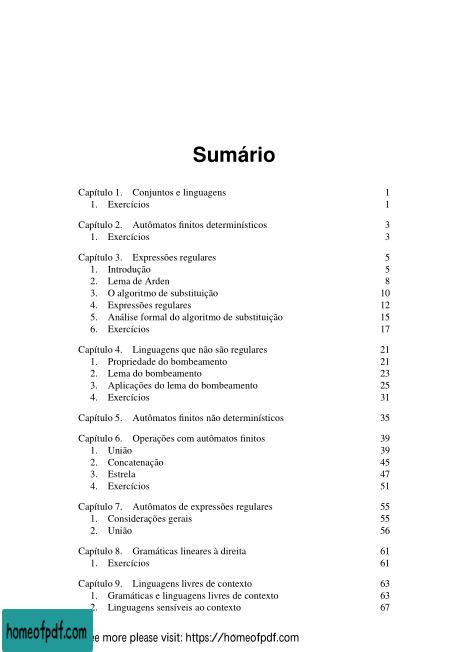 Sumário
Capítulo 1. Conjuntos e linguagens 1
1. Exercícios 1
Capítulo 2. Autômatos finitos determinísticos 3
1. Exercícios 3
Capítulo 3. Expressões regulares 5
1. Introdução 5
2. Lema de Arden 8
3. O algoritmo de substituição 10
4. Expressões regulares 12
5. Análise formal do algoritmo de substituição 15
6. Exercícios 17
Capítulo 4. Linguagens que não são regulares 21
1. Propriedade do bombeamento 21
2. Lema do bombeamento 23
3. Aplicações do lema do bombeamento 25
4. Exercícios 31
Capítulo 5. Autômatos finitos não determinísticos 35
Capítulo 6. Operações com autômatos finitos 39
1. União 39
2. Concatenação 45
3. Estrela 47
4. Exercícios 51
Capítulo 7. Autômatos de expressões regulares 55
1. Considerações gerais 55
2. União 56
Capítulo 8. Gramáticas lineares à direita 61
1. Exercícios 61
Capítulo 9. Linguagens livres de contexto 63
1. Gramáticas e linguagens livres de contexto 63
2. Linguagens sensíveis ao contexto 67
homeofpdf.com
more please visit: https://homeofpdf.com